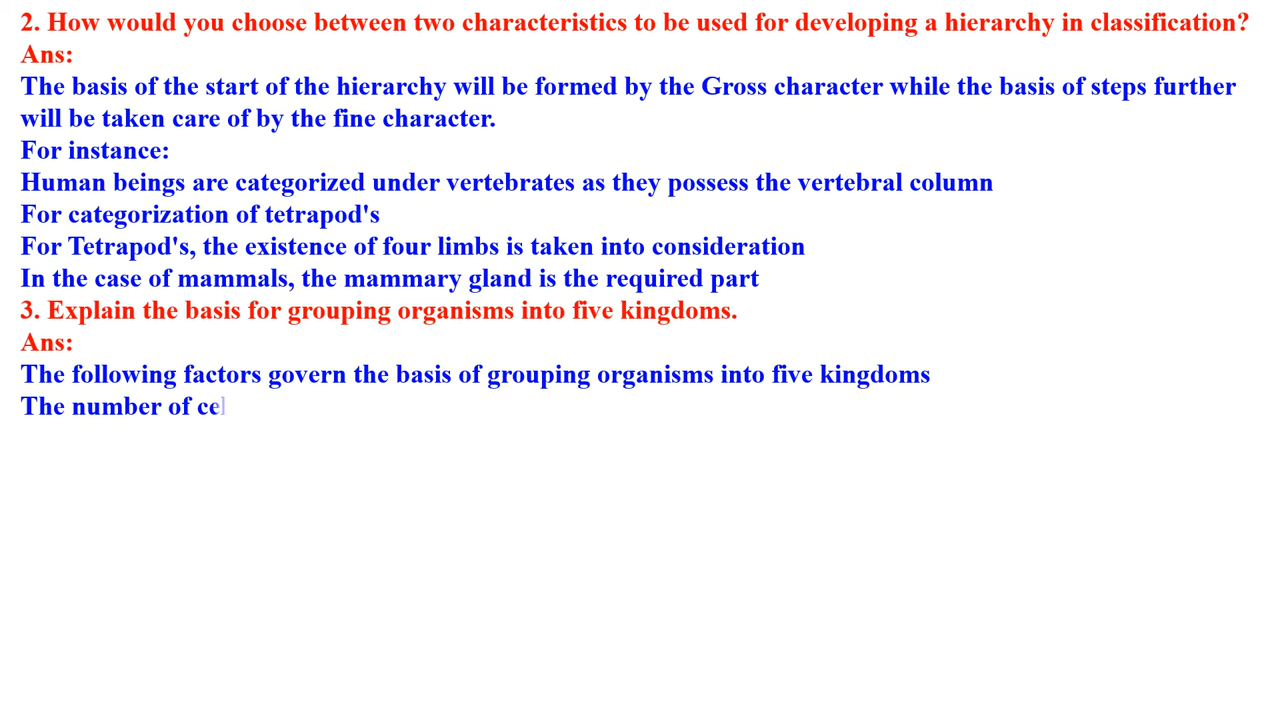 2. How would you choose between two characteristics to be used for developing a hierarchy in classification?
Ans:
The basis of the start of the hierarchy will be formed by the Gross character while the basis of steps further
will be taken care of by the fine character.
For instance:
Human beings are categorized under vertebrates as they possess the vertebral column
For categorization of tetrapod's
For Tetrapod's, the existence of four limbs is taken into consideration
In the case of mammals, the mammary gland is the required part
3. Explain the basis for grouping organisms into five kingdoms.
Ans:
The following factors govern the basis of grouping organisms into five kingdoms
The number of cel